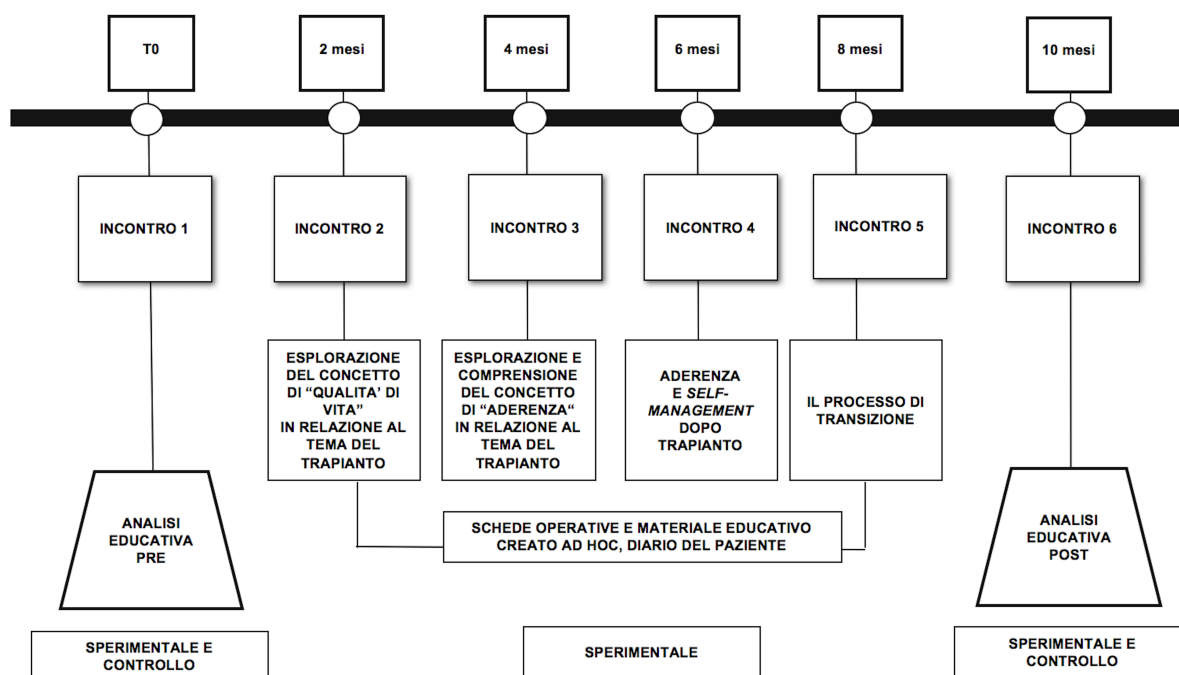 T0
2 mesi
4 mesi
6 mesi
8 mesi
10 mesi
INCONTRO 1
INCONTRO 2
INCONTRO 3
INCONTRO 4
INCONTRO 5
INCONTRO 6
ESPLORAZIONE
DEL CONCETTO
DI “QUALITA’ DI
VITA”
IN RELAZIONE AL
TEMA DEL
TRAPIANTO
ESPLORAZIONE E
COMPRENSIONE
DEL CONCETTO
DI “ADERENZA“
IN RELAZIONE AL
TEMA DEL
TRAPIANTO
ADERENZA
E SELF-
MANAGEMENT
DOPO
TRAPIANTO
IL PROCESSO DI
TRANSIZIONE
ANALISI
EDUCATIVA
PRE
SCHEDE OPERATIVE E MATERIALE EDUCATIVO
CREATO AD HOC, DIARIO DEL PAZIENTE
ANALISI
EDUCATIVA
POST
SPERIMENTALE E
CONTROLLO
SPERIMENTALE
SPERIMENTALE E
CONTROLLO